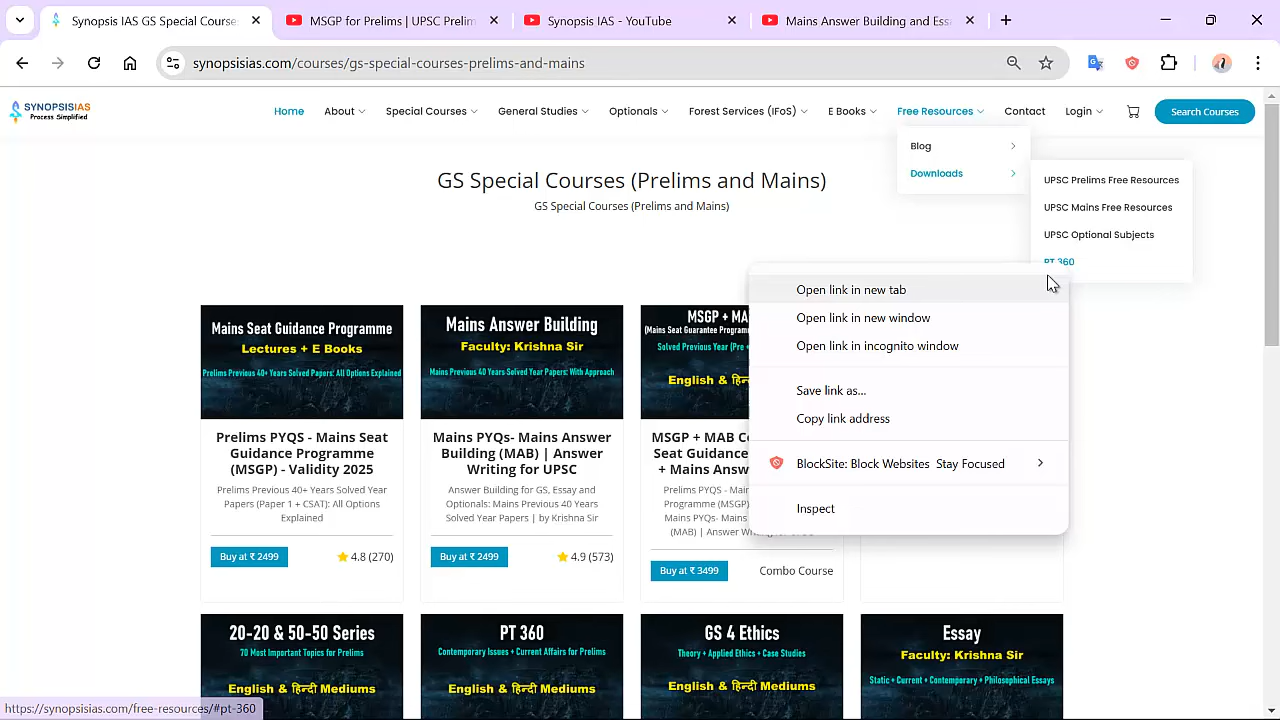 Synopsis IAS GS Special Courses
MSGP for Prelims | UPSC Prelim
Synopsis IAS - YouTube
Mains Answer Building and Ess
synopsisias.com/courses/gs-special-courses-prelims-and-mains
SYNOPSISIAS
Process Simplified
Home
About
Special Courses
General Studies
Optionals
Forest Services (IFoS)
E Books
Free Resources
Contact
Login
Search Courses
Blog
Downloads
UPSC Prelims Free Resources
UPSC Mains Free Resources
UPSC Optional Subjects
PT 360
GS Special Courses (Prelims and Mains)
GS Special Courses (Prelims and Mains)
Open link in new tab
Open link in new window
Open link in incognito window
Save link as...
Copy link address
BlockSite: Block Websites Stay Focused
Inspect
Mains Seat Guidance Programme
Lectures + E Books
Prelims Previous 40+ Years Solved Papers: All Options Explained
Prelims PYQS - Mains Seat
Guidance Programme
(MSGP) - Validity 2025
Prelims Previous 40+ Years Solved Year
Papers (Paper 1 + CSAT): All Options
Explained
Buy at ₹ 2499
4.8 (270)
Mains Answer Building
Faculty: Krishna Sir
Mains Previous 40 Years Solved Year Papers: With Approach
Mains PYQs- Mains Answer
Building (MAB) | Answer
Writing for UPSC
Answer Building for GS, Essay and
Optionals: Mains Previous 40 Years
Solved Year Papers | by Krishna Sir
Buy at ₹ 2499
4.9 (573)
MSGP + MA
(Mains Seat Guarantee Program
Solved Previous Year (Pre +
English & हिन्
MSGP + MAB C
Seat Guidance
+ Mains Answ
Prelims PYQS - Mai
Guidance Programme
Mains PYQs- Mains
(MAB) | Answer Wr
Buy at ₹ 3499
Combo Course
20-20 & 50-50 Series
70 Most Important Topics for Prelims
English & हिन्दी Mediums
PT 360
Contemporary Issues + Current Affairs for Prelims
English & हिन्दी Mediums
GS 4 Ethics
Theory + Applied Ethics + Case Studies
English & हिन्दी Mediums
Essay
Faculty: Krishna Sir
Static + Current + Contemporary + Philosophical Essays
https://synopsisias.com/free-resources/#pt-360